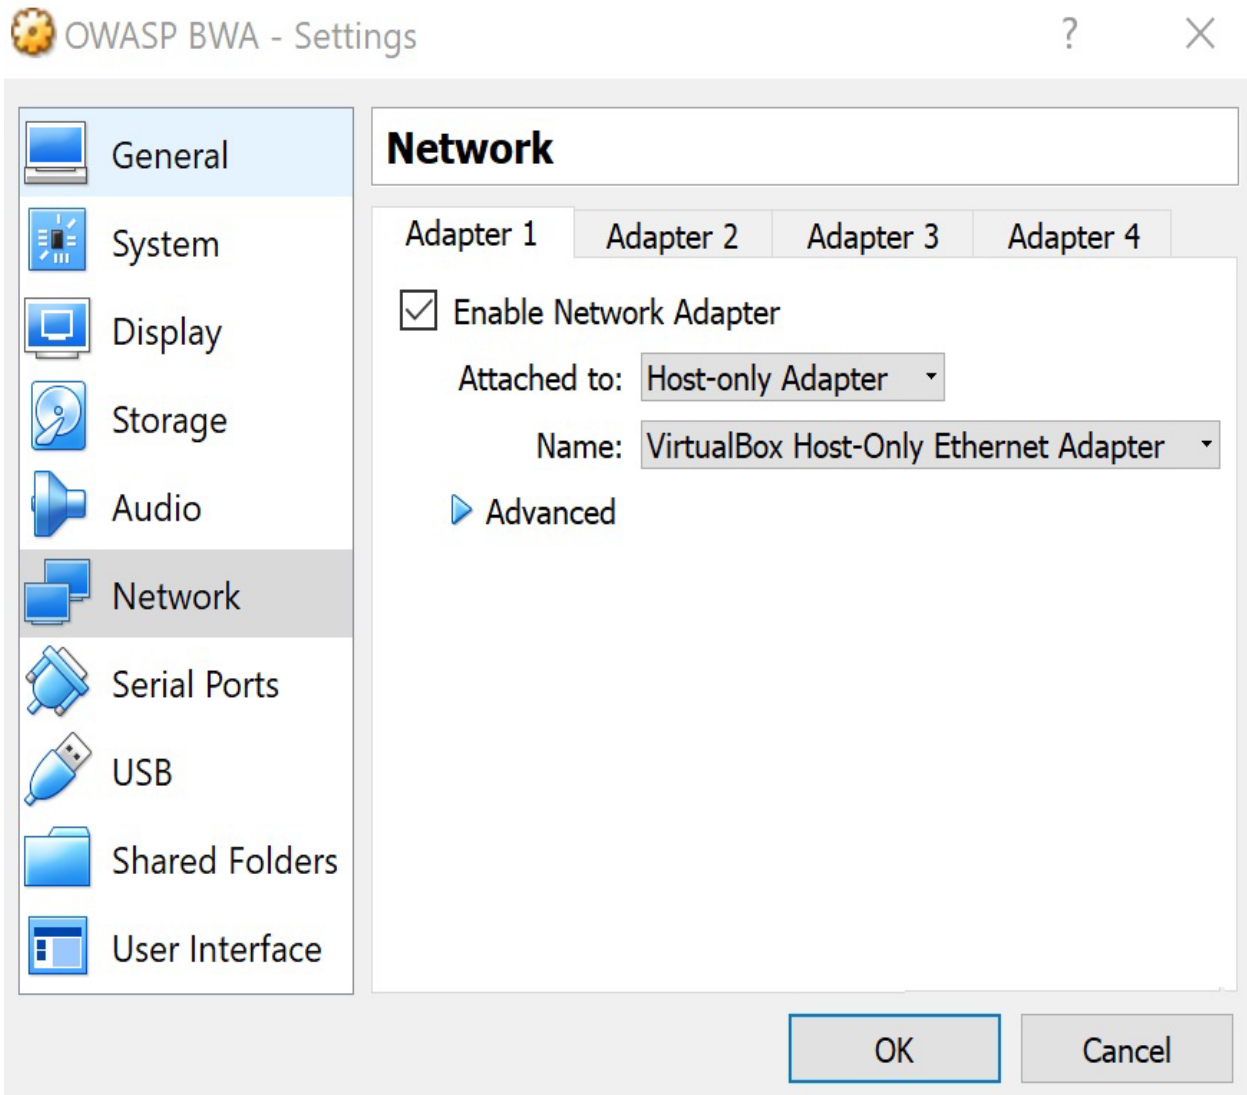 OWASP BWA - Settings
?
General
System
Display
Storage
Audio
Network
Serial Ports
USB
Shared Folders
User Interface
Network
Adapter 1
Adapter 2
Adapter 3
Adapter 4
Enable Network Adapter
Attached to: Host-only Adapter
Name: VirtualBox Host-Only Ethernet Adapter
Advanced
OK
Cancel